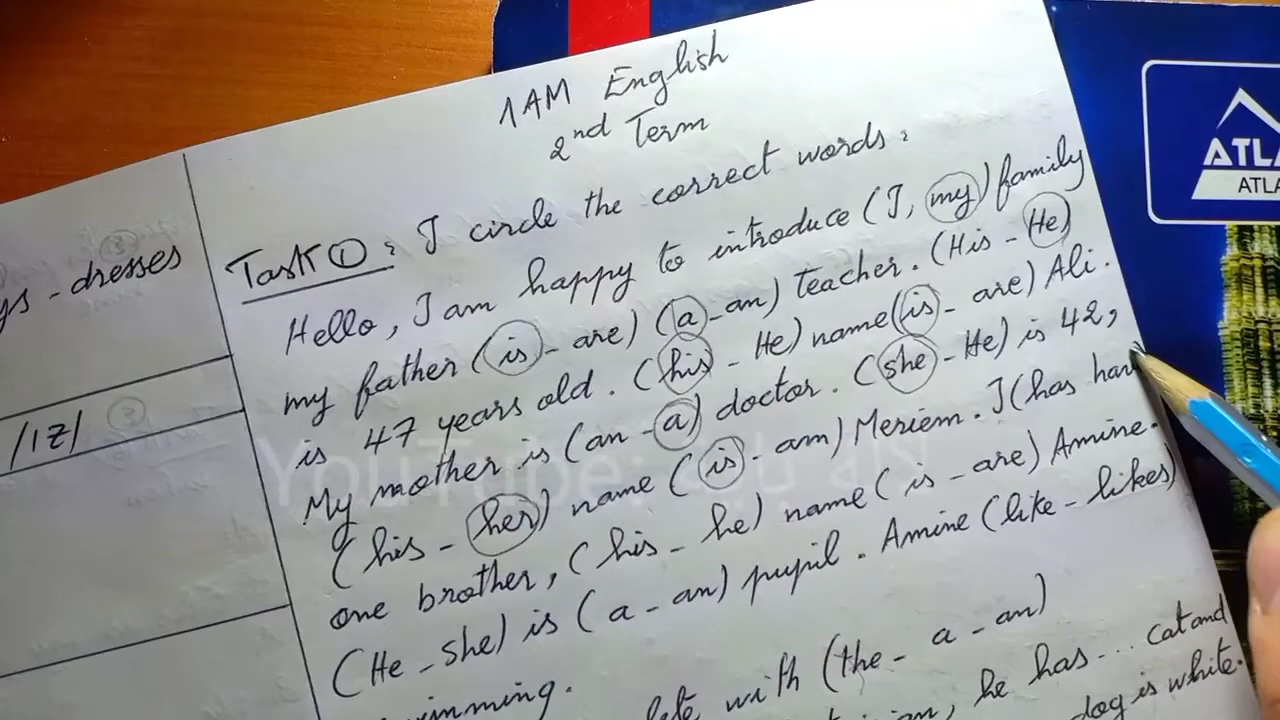 1AM English
2nd Term
Task 1 : I circle the correct words :
Hello, I am happy to introduce (I, my) family
my father (is - are) (a - an) teacher. (His - He)
is 47 years old. (his - He) name (is - are) Ali.
My mother is (an - a) doctor. (she - He) is 42,
(his - her) name (is - am) Meriem. I (has
one brother, (his - he) name (is - are) Amine.
(He - she) is (a - an) pupil. Amine (like - likes)
with (the - a - an)
he has... cat and
dog is white.
- dresses
/IZ/
YouTube:
ATLA
ATLA